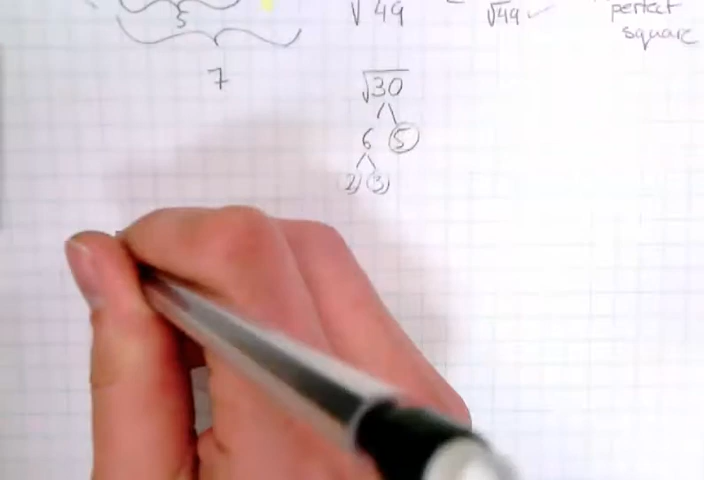 5
√49 = √49 ✓ perfect
square
7
√30
6 5
2 3